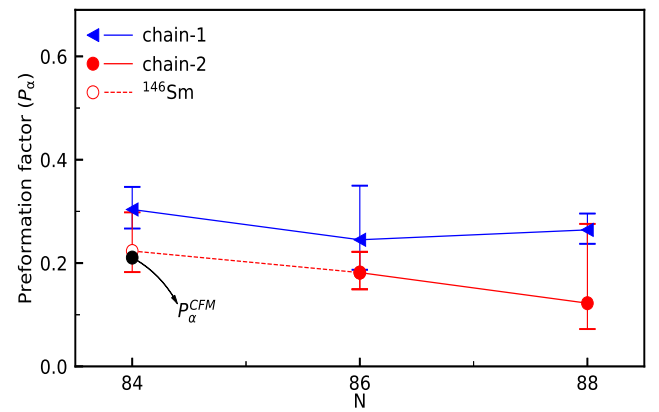 chain-1
chain-2
¹⁴⁶Sm
Preformation factor (Pα)
0.6
0.4
0.2
0.0
PαCFM
84 86 88
N